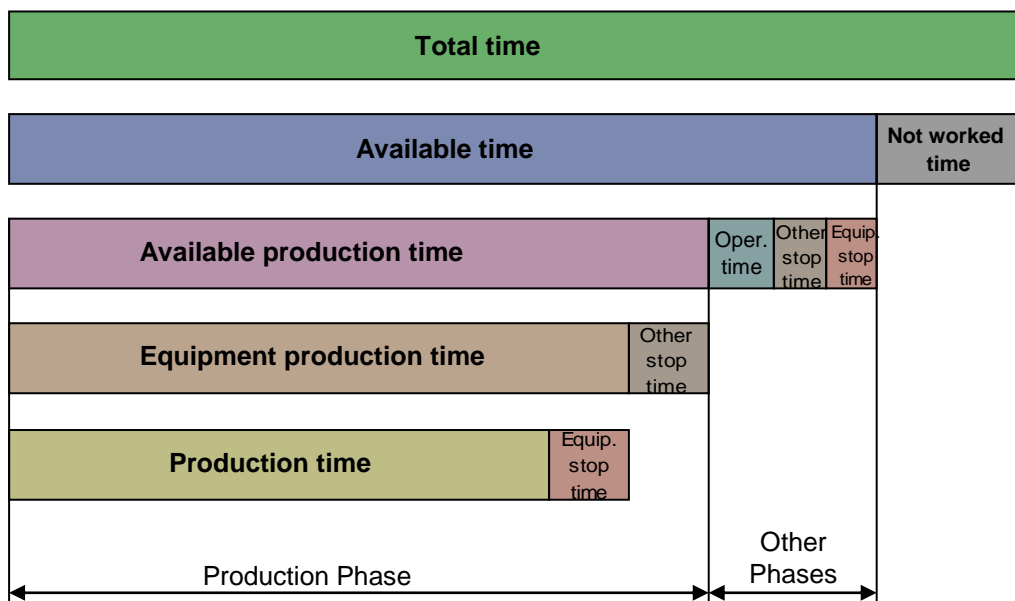 Total time
Available time
Not worked
time
Available production time
Oper.
time
Other
stop
time
Equip.
stop
time
Equipment production time
Other
stop
time
Production time
Equip.
stop
time
Production Phase
Other
Phases